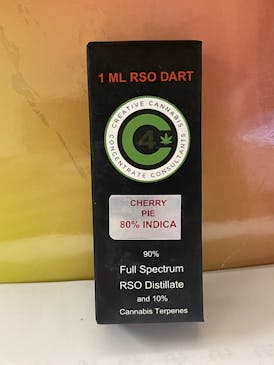 1 ML RSO DART
CREATIVE CANNABIS
C4
CONCENTRATE CONSULTANTS
CHERRY
PIE
80% INDICA
90%
Full Spectrum
RSO Distillate
and 10%
Cannabis Terpenes